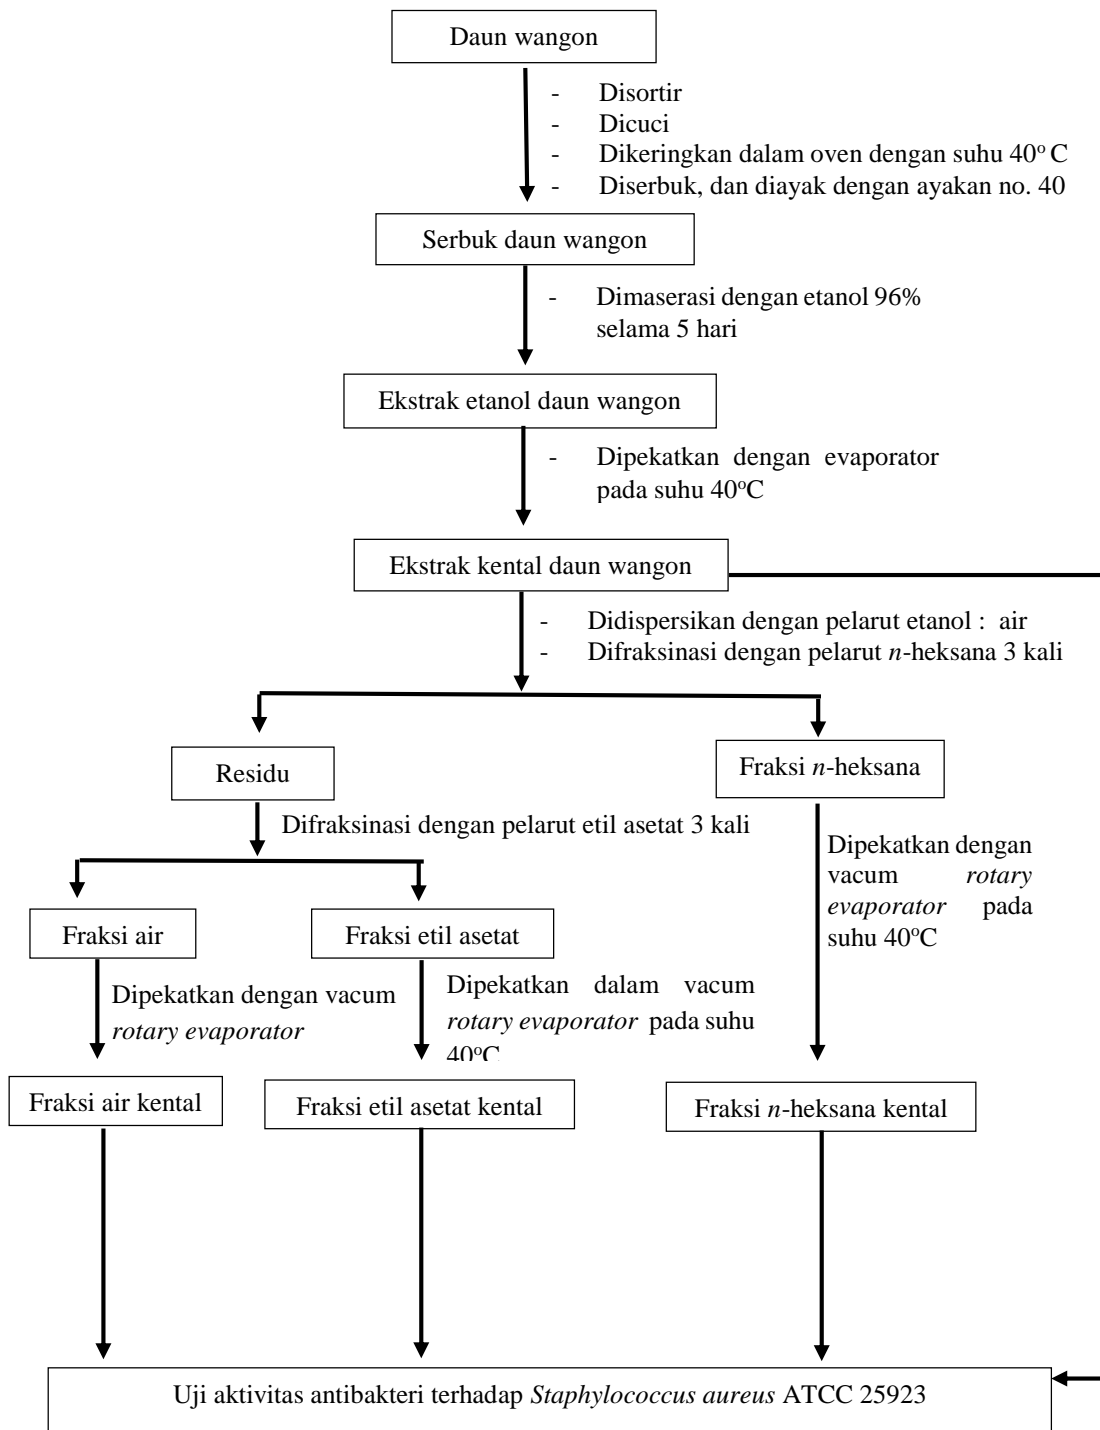 Daun wangon
- Disortir
- Dicuci
- Dikeringkan dalam oven dengan suhu 40º C
- Diserbuk, dan diayak dengan ayakan no. 40
Serbuk daun wangon
- Dimaserasi dengan etanol 96%
selama 5 hari
Ekstrak etanol daun wangon
- Dipekatkan dengan evaporator
pada suhu 40ºC
Ekstrak kental daun wangon
- Didispersikan dengan pelarut etanol : air
- Difraksinasi dengan pelarut n-heksana 3 kali
Residu
Fraksi n-heksana
Difraksinasi dengan pelarut etil asetat 3 kali
Dipekatkan dengan
vacum rotary
evaporator pada
suhu 40ºC
Fraksi air
Fraksi etil asetat
Dipekatkan dengan vacum
rotary evaporator
Dipekatkan dalam vacum
rotary evaporator pada suhu
40ºC
Fraksi air kental
Fraksi etil asetat kental
Fraksi n-heksana kental
Uji aktivitas antibakteri terhadap Staphylococcus aureus ATCC 25923